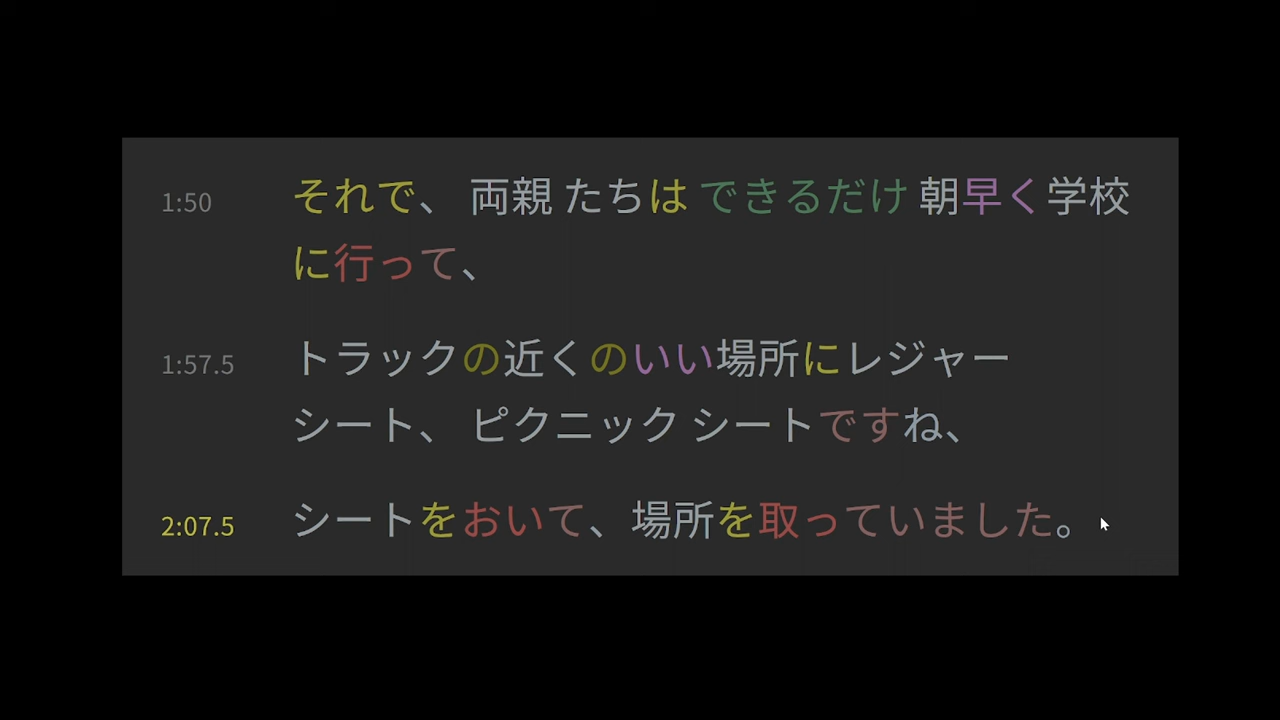 1:50 それで、 両親 たちは できるだけ 朝早く学校
に行って、
1:57.5 トラックの近くのいい場所にレジャー
シート、 ピクニック シートですね、
2:07.5 シートをおいて、場所を取っていました。